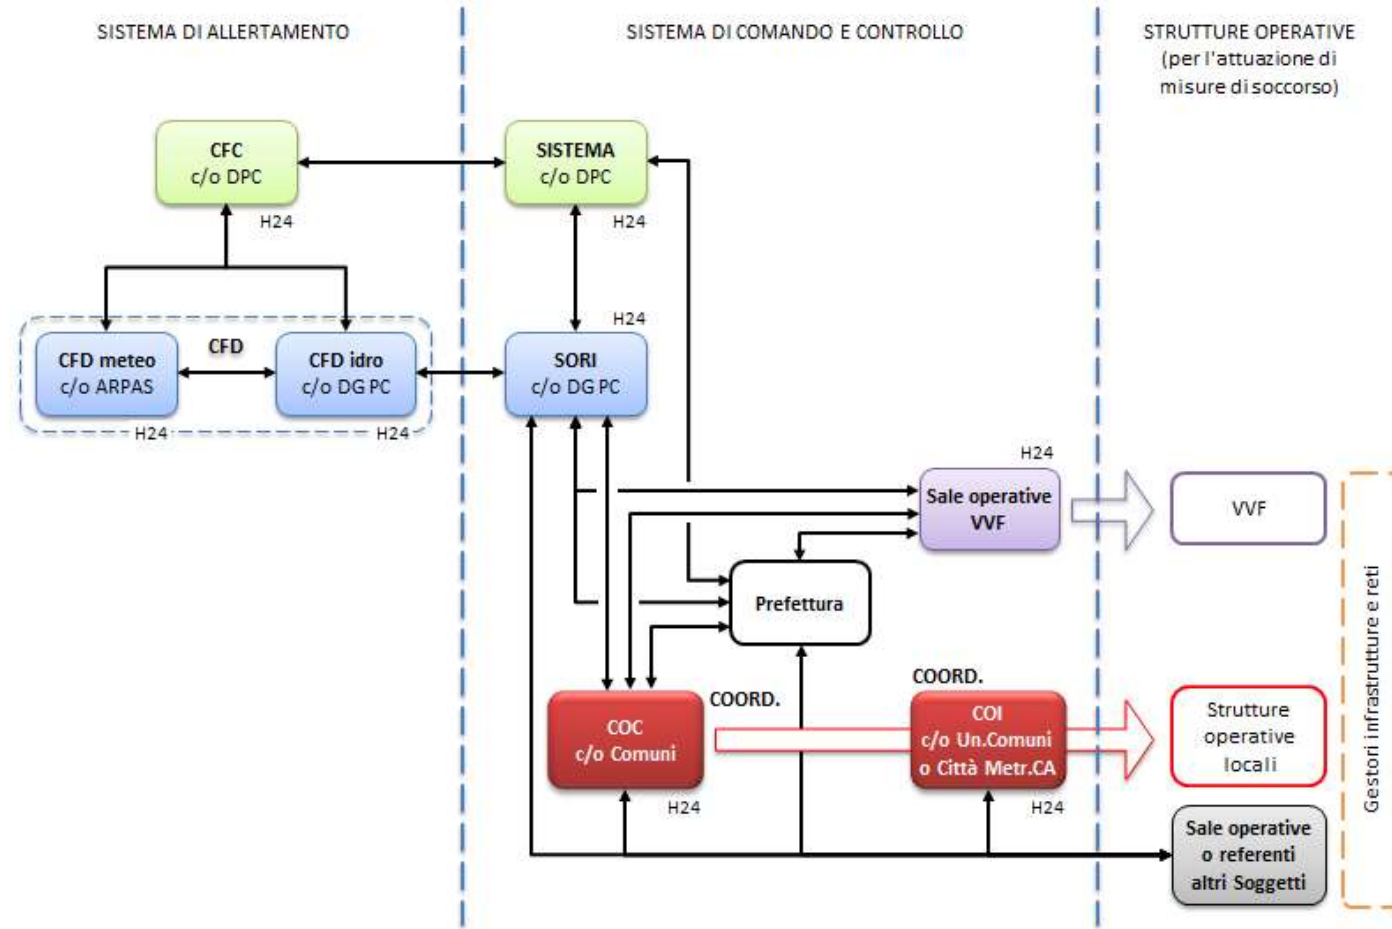 SISTEMA DI ALLERTAMENTO
SISTEMA DI COMANDO E CONTROLLO
STRUTTURE OPERATIVE
(per l'attuazione di
misure di soccorso)
CFC
c/o DPC
H24
SISTEMA
c/o DPC
H24
CFD meteo
c/o ARPAS
H24
CFD
CFD idro
c/o DG PC
H24
H24
SORI
c/o DG PC
H24
Sale operative
VVF
VVF
Prefettura
COORD.
COC
c/o Comuni
H24
COORD.
COI
c/o Un.Comuni
o Città Metr.CA
H24
Strutture
operative
locali
Sale operative
o referenti
altri Soggetti
Gestori infrastrutture e reti